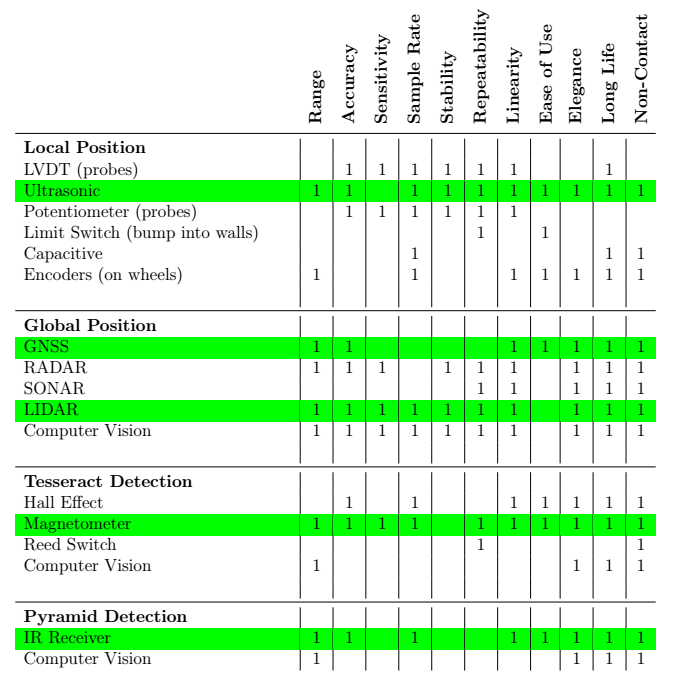 Range Accuracy Sensitivity Sample Rate Stability Repeatability Linearity Ease of Use Elegance Long Life Non-Contact
Local Position
LVDT (probes) 1 1 1 1 1 1 1
Ultrasonic 1 1 1 1 1 1 1 1 1 1
Potentiometer (probes) 1 1 1 1 1 1
Limit Switch (bump into walls) 1 1
Capacitive 1 1 1
Encoders (on wheels) 1 1 1 1 1 1 1
Global Position
GNSS 1 1 1 1 1 1 1
RADAR 1 1 1 1 1 1 1 1 1
SONAR 1 1 1 1 1
LIDAR 1 1 1 1 1 1 1 1 1 1
Computer Vision 1 1 1 1 1 1 1 1 1 1
Tesseract Detection
Hall Effect 1 1 1 1 1 1 1
Magnetometer 1 1 1 1 1 1 1 1 1 1
Reed Switch 1 1
Computer Vision 1 1 1 1
Pyramid Detection
IR Receiver 1 1 1 1 1 1 1 1
Computer Vision 1 1 1 1